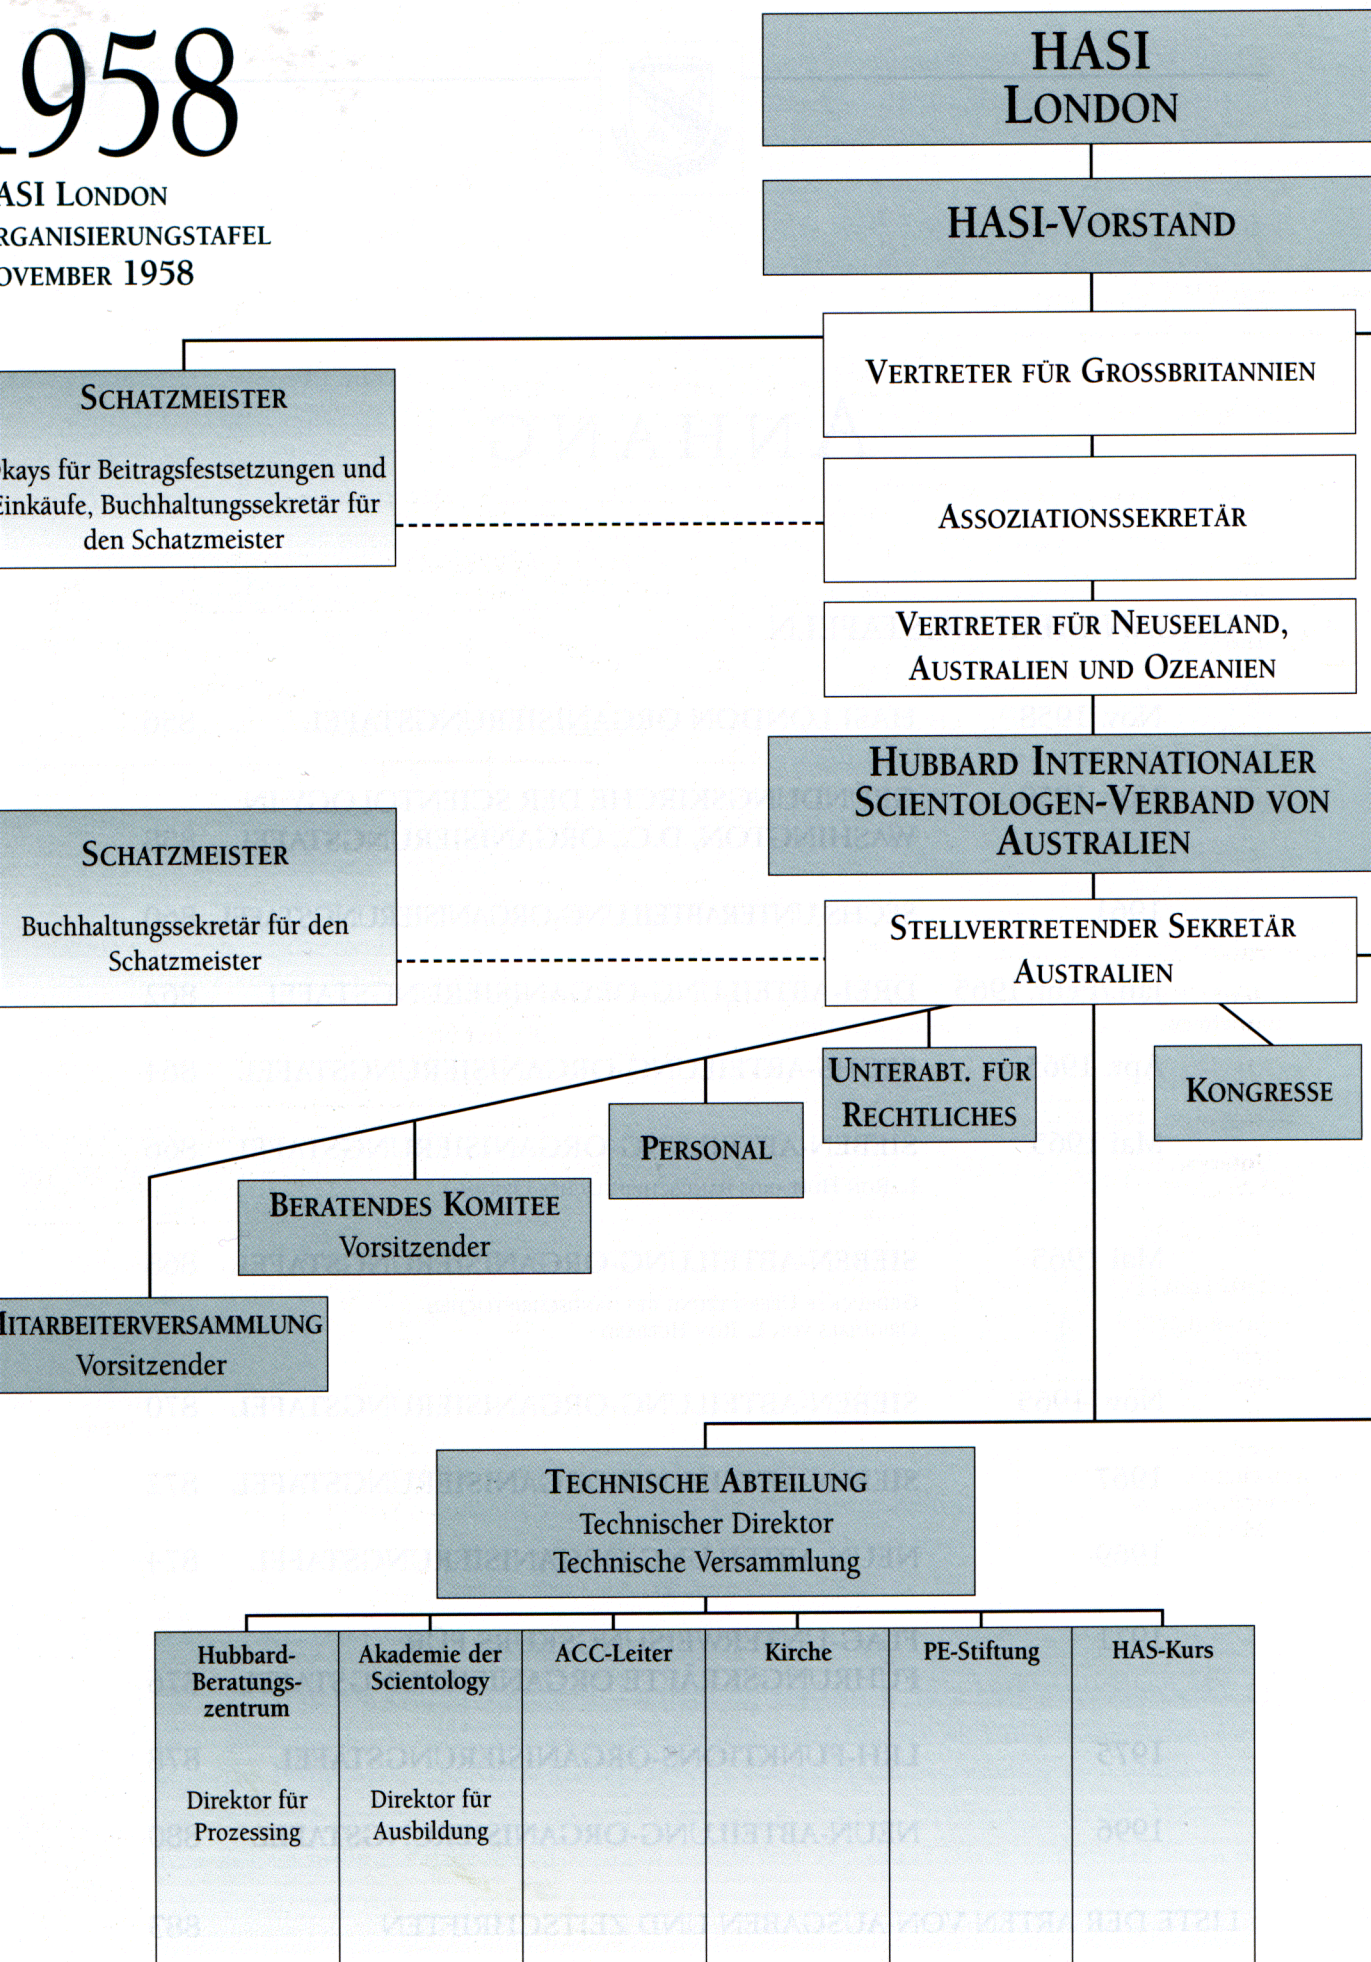 1958
ASI LONDON
RGANISIERUNGSTAFEL
OVEMBER 1958
HASI
LONDON
HASI-VORSTAND
VERTRETER FÜR GROSSBRITANNIEN
SCHATZMEISTER
kays für Beitragsfestsetzungen und
Einkäufe, Buchhaltungssekretär für
den Schatzmeister
ASSOZIATIONSSEKRETÄR
VERTRETER FÜR NEUSEELAND,
AUSTRALIEN UND OZEANIEN
HUBBARD INTERNATIONALER
SCIENTOLOGEN-VERBAND VON
AUSTRALIEN
SCHATZMEISTER
Buchhaltungssekretär für den
Schatzmeister
STELLVERTRETENDER SEKRETÄR
AUSTRALIEN
UNTERABT. FÜR
RECHTLICHES
KONGRESSE
PERSONAL
BERATENDES KOMITEE
Vorsitzender
MITARBEITERVERSAMMLUNG
Vorsitzender
TECHNISCHE ABTEILUNG
Technischer Direktor
Technische Versammlung
Hubbard-
Beratungs-
zentrum
Direktor für
Prozessing
Akademie der
Scientology
Direktor für
Ausbildung
ACC-Leiter
Kirche
PE-Stiftung
HAS-Kurs